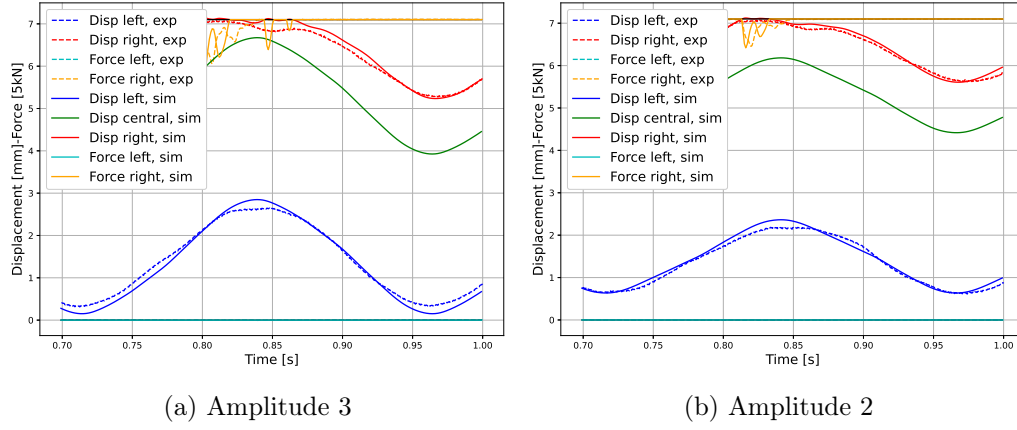 Displacement [mm]-Force [5kN]
7
6
5
4
3
2
1
0
Disp left, exp
Disp right, exp
Force left, exp
Force right, exp
Disp left, sim
Disp central, sim
Disp right, sim
Force left, sim
Force right, sim
0.70 0.75 0.80 0.85 0.90 0.95 1.00
Time [s]
(a) Amplitude 3
Displacement [mm]-Force [5kN]
7
6
5
4
3
2
1
0
Disp left, exp
Disp right, exp
Force left, exp
Force right, exp
Disp left, sim
Disp central, sim
Disp right, sim
Force left, sim
Force right, sim
0.70 0.75 0.80 0.85 0.90 0.95 1.00
Time [s]
(b) Amplitude 2